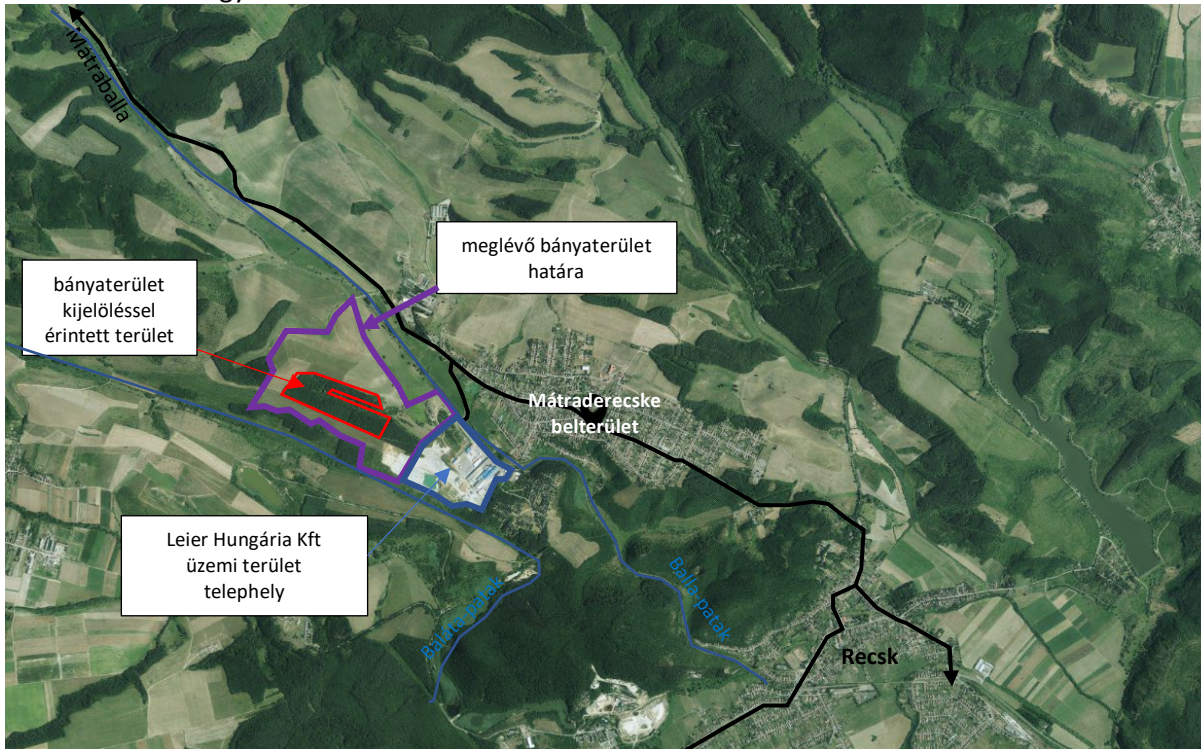 Mátraballa
meglévő bányaterület
határa
bányaterület
kijelöléssel
érintett terület
Mátraderecske
belterület
Leier Hungária Kft
üzemi terület
telephely
Balla-patak
Recsk